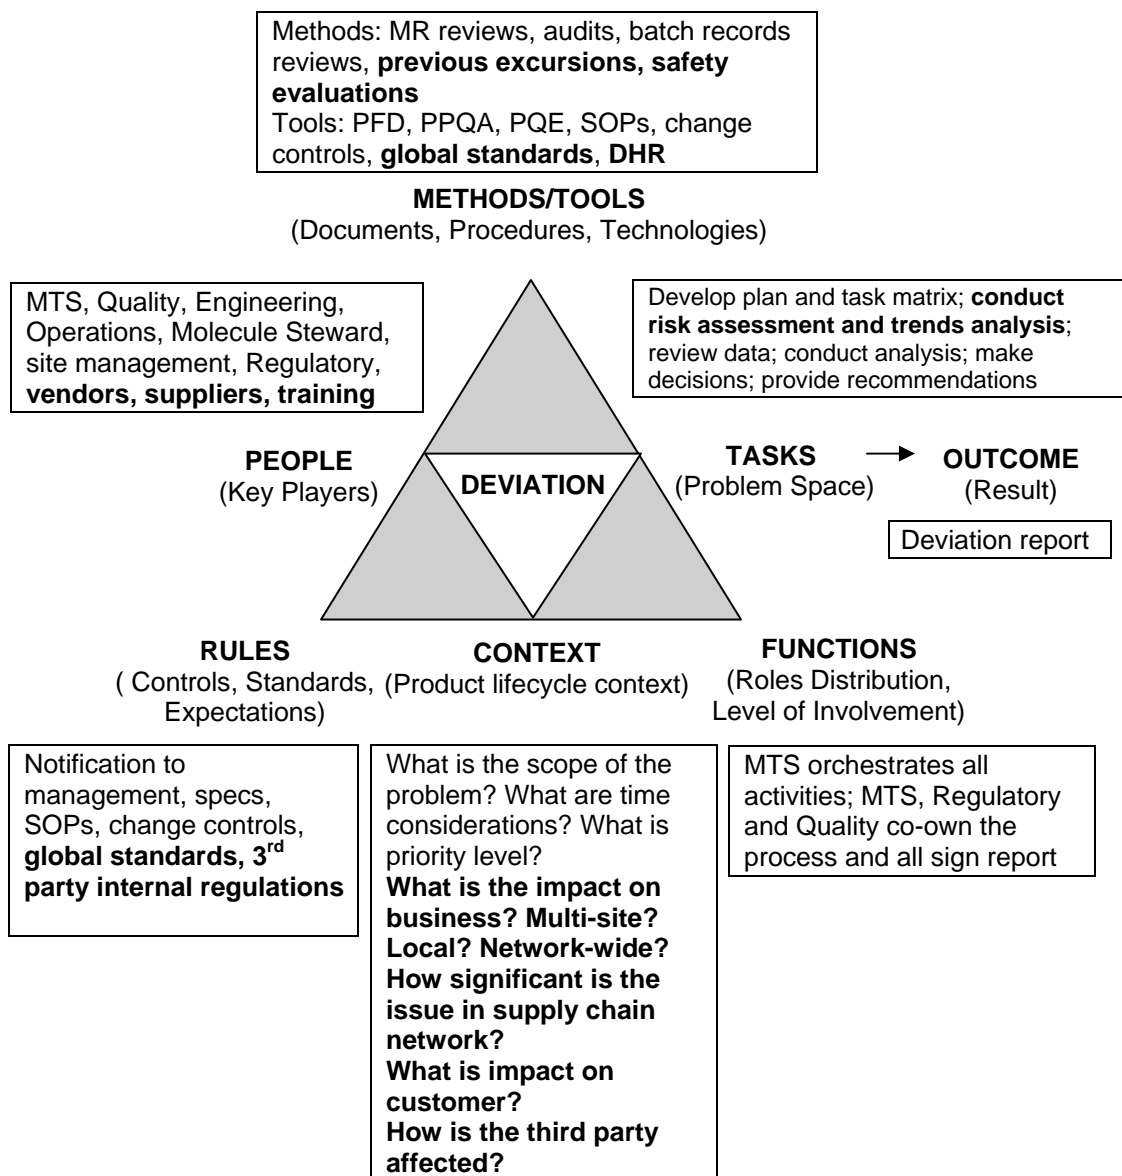 Methods: MR reviews, audits, batch records
reviews, previous excursions, safety
evaluations
Tools: PFD, PPQA, PQE, SOPs, change
controls, global standards, DHR
METHODS/TOOLS
(Documents, Procedures, Technologies)
MTS, Quality, Engineering,
Operations, Molecule Steward,
site management, Regulatory,
vendors, suppliers, training
Develop plan and task matrix; conduct
risk assessment and trends analysis;
review data; conduct analysis; make
decisions; provide recommendations
PEOPLE
(Key Players)
DEVIATION
TASKS
(Problem Space)
OUTCOME
(Result)
Deviation report
RULES
( Controls, Standards,
Expectations)
CONTEXT
(Product lifecycle context)
FUNCTIONS
(Roles Distribution,
Level of Involvement)
Notification to
management, specs,
SOPs, change controls,
global standards, 3rd
party internal regulations
What is the scope of the
problem? What are time
considerations? What is
priority level?
What is the impact on
business? Multi-site?
Local? Network-wide?
How significant is the
issue in supply chain
network?
What is impact on
customer?
How is the third party
affected?
MTS orchestrates all
activities; MTS, Regulatory
and Quality co-own the
process and all sign report